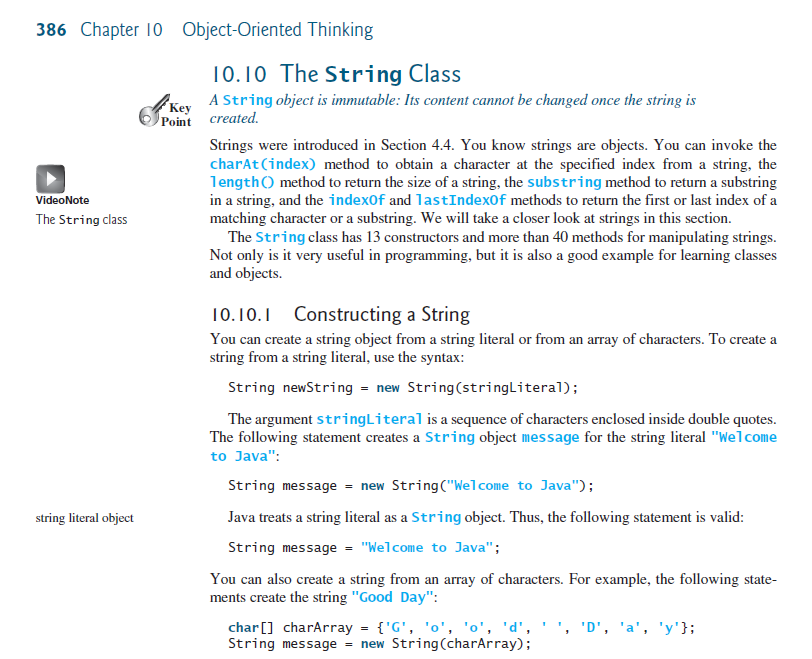 386 Chapter 10 Object-Oriented Thinking
10.10 The String Class
Key
Point
A String object is immutable: Its content cannot be changed once the string is
created.
Strings were introduced in Section 4.4. You know strings are objects. You can invoke the
charAt(index) method to obtain a character at the specified index from a string, the
length() method to return the size of a string, the substring method to return a substring
in a string, and the indexOf and lastIndexOf methods to return the first or last index of a
matching character or a substring. We will take a closer look at strings in this section.
VideoNote
The String class
The String class has 13 constructors and more than 40 methods for manipulating strings.
Not only is it very useful in programming, but it is also a good example for learning classes
and objects.
10.10.1 Constructing a String
You can create a string object from a string literal or from an array of characters. To create a
string from a string literal, use the syntax:
String newString = new String(stringLiteral);
The argument stringLiteral is a sequence of characters enclosed inside double quotes.
The following statement creates a String object message for the string literal "Welcome
to Java":
String message = new String("Welcome to Java");
string literal object
Java treats a string literal as a String object. Thus, the following statement is valid:
String message = "Welcome to Java";
You can also create a string from an array of characters. For example, the following state-
ments create the string "Good Day":
char[] charArray = {'G', 'o', 'o', 'd', ' ', 'D', 'a', 'y'};
String message = new String(charArray);